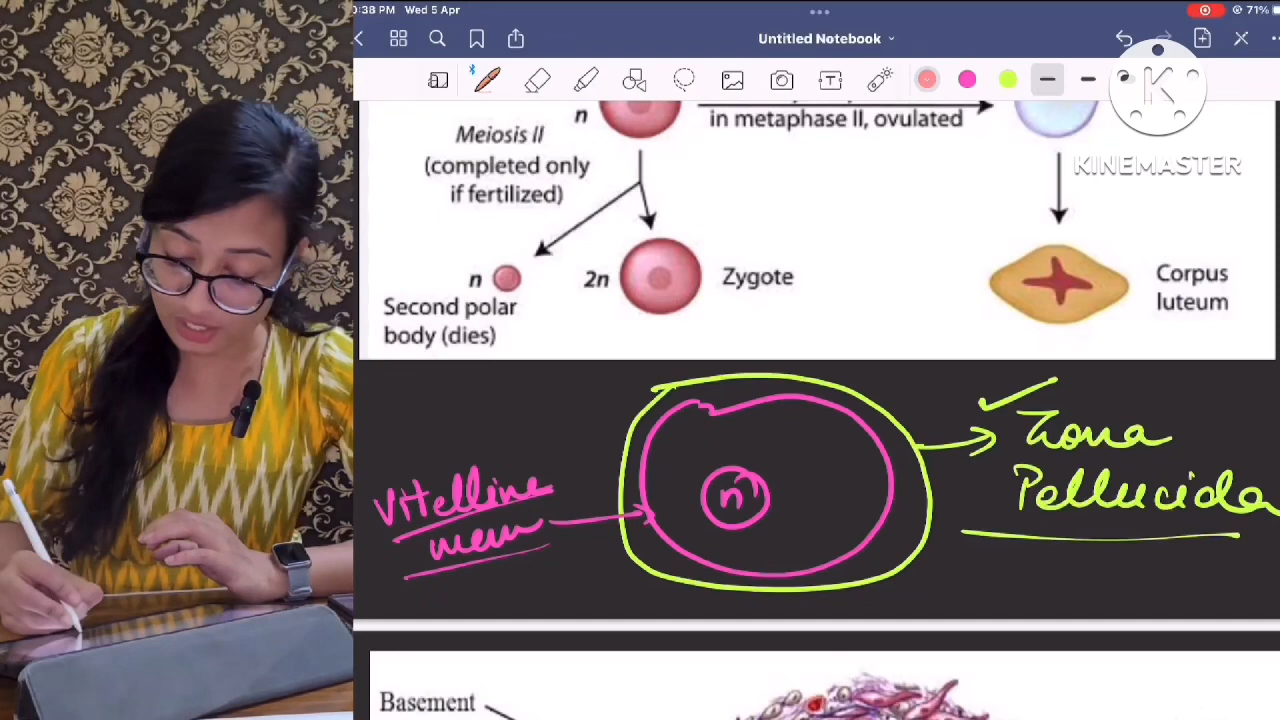 :38 PM Wed 5 Apr
71%
Untitled Notebook
KINEMASTER
n
Meiosis II
(completed only
if fertilized)
in metaphase II, ovulated
n
Second polar
body (dies)
2n
Zygote
Corpus
luteum
Zona
Pellucida
Vitelline
mem
n
Basement